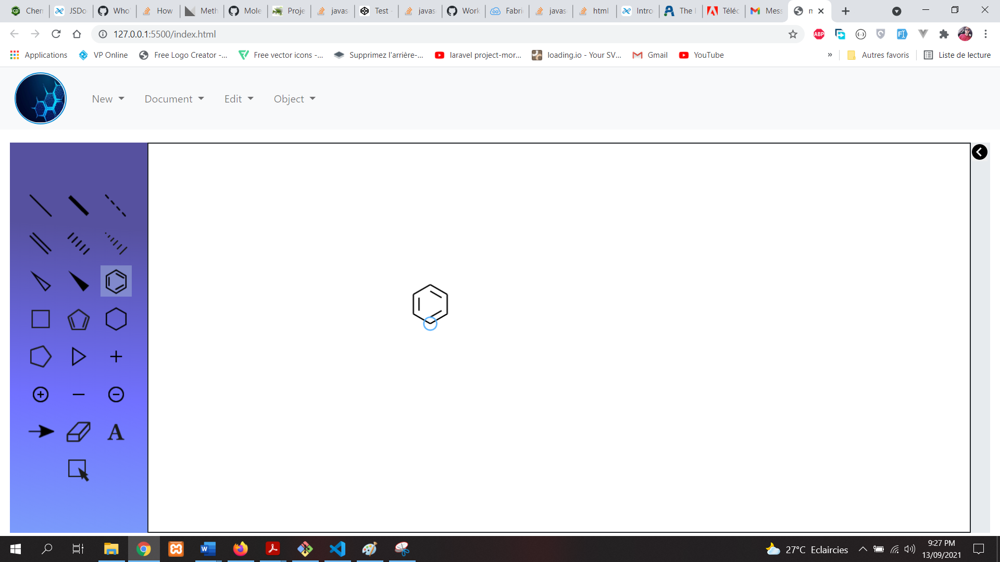 Chem JSDo Who How Meth Mole Proje javas Test - javas Work Fabri javas html Intro The Téléc Mess m
127.0.0.1:5500/index.html ABP
Applications VP Online Free Logo Creator -... Free vector icons -... Supprimez l'arrière-... laravel project-mor... loading.io - Your SV... Gmail YouTube » Autres favoris Liste de lecture
New Document Edit Object
A
27°C Eclaircies 9:27 PM
13/09/2021